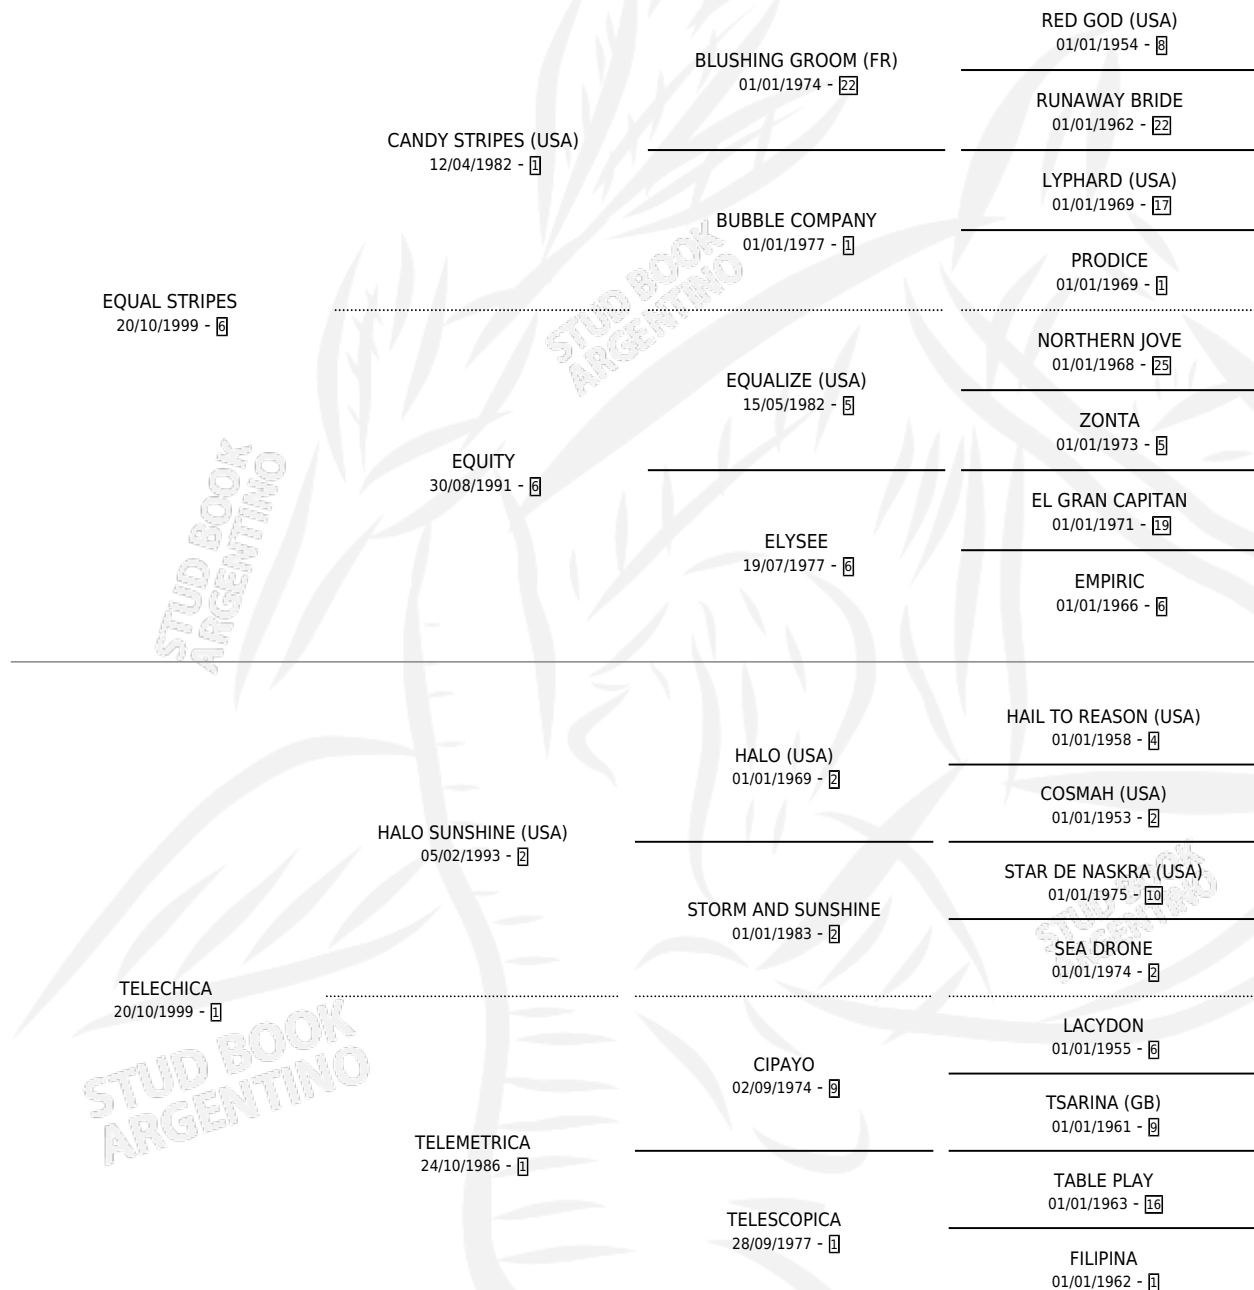 RED GOD (USA)
01/01/1954 - 8
BLUSHING GROOM (FR)
01/01/1974 - 22
RUNAWAY BRIDE
01/01/1962 - 22
CANDY STRIPES (USA)
12/04/1982 - 1
LYPHARD (USA)
01/01/1969 - 17
BUBBLE COMPANY
01/01/1977 - 1
PRODICE
01/01/1969 - 1
EQUAL STRIPES
20/10/1999 - 6
NORTHERN JOVE
01/01/1968 - 25
EQUALIZE (USA)
15/05/1982 - 5
ZONTA
01/01/1973 - 5
EQUITY
30/08/1991 - 6
EL GRAN CAPITAN
01/01/1971 - 19
ELYSEE
19/07/1977 - 6
EMPIRIC
01/01/1966 - 6
HAIL TO REASON (USA)
01/01/1958 - 4
HALO (USA)
01/01/1969 - 2
COSMAH (USA)
01/01/1953 - 2
HALO SUNSHINE (USA)
05/02/1993 - 2
STAR DE NASKRA (USA)
01/01/1975 - 10
STORM AND SUNSHINE
01/01/1983 - 2
SEA DRONE
01/01/1974 - 2
TELECHICA
20/10/1999 - 1
LACYDON
01/01/1955 - 6
CIPAYO
02/09/1974 - 9
TSARINA (GB)
01/01/1961 - 9
TELEMETRICA
24/10/1986 - 1
TABLE PLAY
01/01/1963 - 16
TELESCOPICA
28/09/1977 - 1
FILIPINA
01/01/1962 - 1
STUD BOOK
ARGENTINO
STUD BOOK
ARGENTINO
STUD BOOK
ARGENTINO
STUD BOOK
ARGENTINO